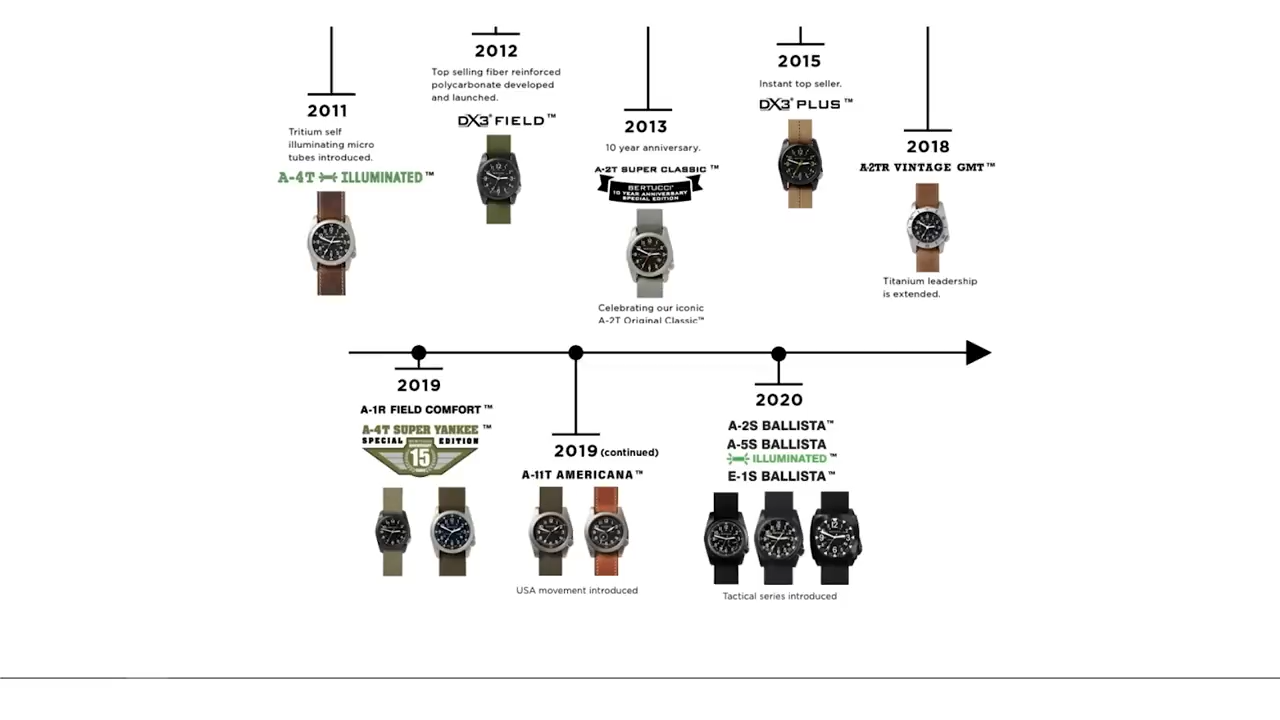 2011
Tritium self
illuminating micro
tubes introduced.
A-4T ILLUMINATED™
2012
Top selling fiber reinforced
polycarbonate developed
and launched.
DX3® FIELD™
2013
10 year anniversary.
A-2T SUPER CLASSIC™
BERTUCCI®
10 YEAR ANNIVERSARY
SPECIAL EDITION
Celebrating our iconic
A-2T Original Classic™
2015
Instant top seller.
DX3® PLUS™
2018
A-2TR VINTAGE GMT™
Titanium leadership
is extended.
2019
A-1R FIELD COMFORT™
A-4T SUPER YANKEE™
SPECIAL EDITION
15
2019 (continued)
A-11T AMERICANA™
USA movement introduced
2020
A-2S BALLISTA™
A-5S BALLISTA
ILLUMINATED™
E-1S BALLISTA™
Tactical series introduced